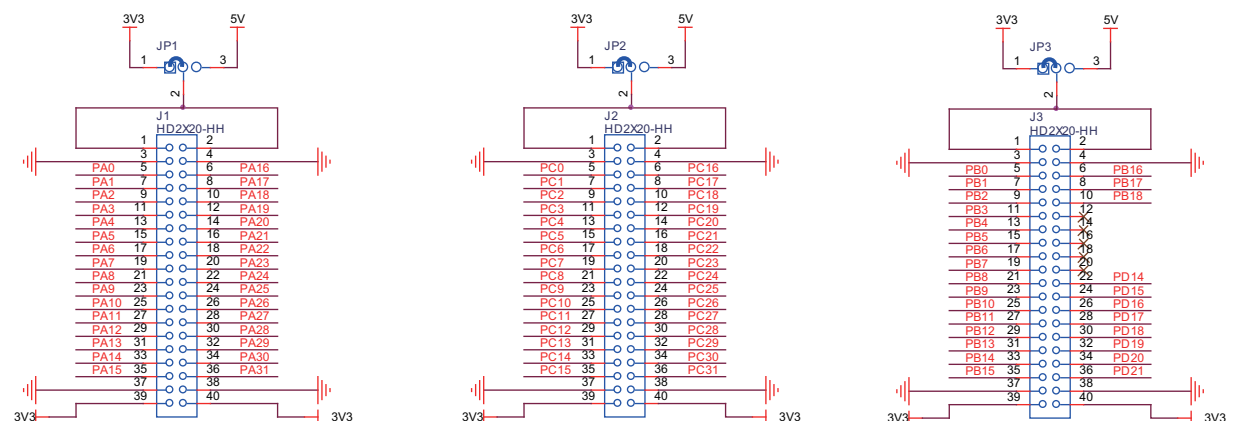 3V3 5V
JP1
1 3
2
J1
HD2X20-HH
1 2
3 4
PA0 5 6 PA16
PA1 7 8 PA17
PA2 9 10 PA18
PA3 11 12 PA19
PA4 13 14 PA20
PA5 15 16 PA21
PA6 17 18 PA22
PA7 19 20 PA23
PA8 21 22 PA24
PA9 23 24 PA25
PA10 25 26 PA26
PA11 27 28 PA27
PA12 29 30 PA28
PA13 31 32 PA29
PA14 33 34 PA30
PA15 35 36 PA31
37 38
39 40
3V3 3V3
3V3 5V
JP2
1 3
2
J2
HD2X20-HH
1 2
3 4
PC0 5 6 PC16
PC1 7 8 PC17
PC2 9 10 PC18
PC3 11 12 PC19
PC4 13 14 PC20
PC5 15 16 PC21
PC6 17 18 PC22
PC7 19 20 PC23
PC8 21 22 PC24
PC9 23 24 PC25
PC10 25 26 PC26
PC11 27 28 PC27
PC12 29 30 PC28
PC13 31 32 PC29
PC14 33 34 PC30
PC15 35 36 PC31
37 38
39 40
3V3 3V3
3V3 5V
JP3
1 3
2
J3
HD2X20-HH
1 2
3 4
PB0 5 6 PB16
PB1 7 8 PB17
PB2 9 10 PB18
PB3 11 12
PB4 13 14
PB5 15 16
PB6 17 18
PB7 19 20
PB8 21 22 PD14
PB9 23 24 PD15
PB10 25 26 PD16
PB11 27 28 PD17
PB12 29 30 PD18
PB13 31 32 PD19
PB14 33 34 PD20
PB15 35 36 PD21
37 38
39 40
3V3 3V3